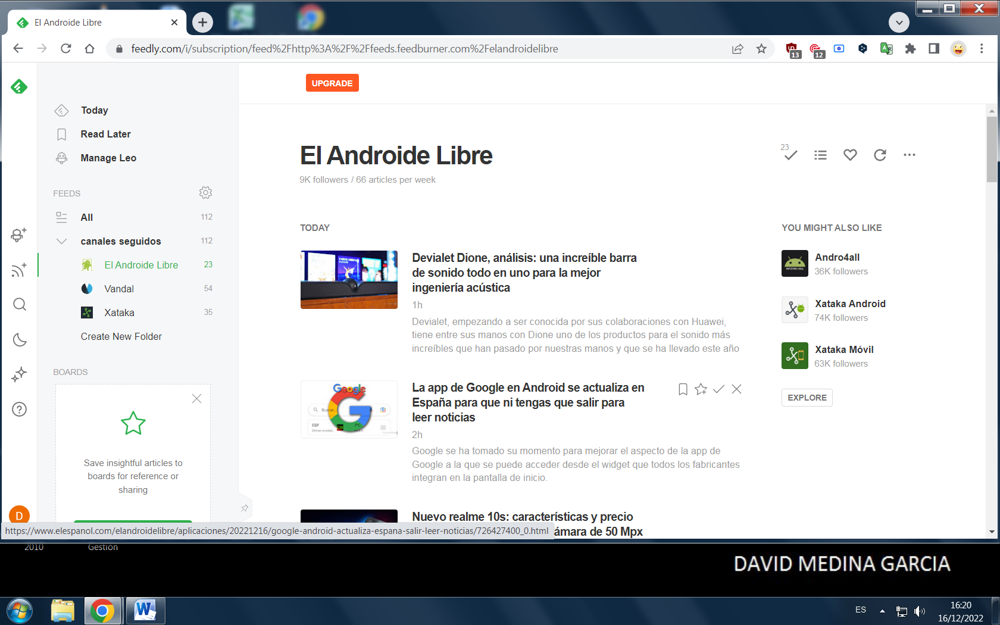 El Androide Libre
feedly.com/i/subscription/feed%2Fhttp%3A%2F%2Ffeeds.feedburner.com%2Felandroidelibre
13
12
UPGRADE
Today
Read Later
Manage Leo
FEEDS
All 112
canales seguidos 112
El Androide Libre 23
Vandal 54
Xataka 35
Create New Folder
BOARDS
Save insightful articles to
boards for reference or
sharing
D
El Androide Libre
9K followers / 66 articles per week
23
TODAY
Devialet Dione, análisis: una increíble barra
de sonido todo en uno para la mejor
ingeniería acústica
1h
Devialet, empezando a ser conocida por sus colaboraciones con Huawei,
tiene entre sus manos con Dione uno de los productos para el sonido más
increíbles que han pasado por nuestras manos y que se ha llevado este año
Google
Buscar...
ESP
7°C
La app de Google en Android se actualiza en
España para que ni tengas que salir para
leer noticias
2h
Google se ha tomado su momento para mejorar el aspecto de la app de
Google a la que se puede acceder desde el widget que todos los fabricantes
integran en la pantalla de inicio.
Nuevo realme 10s: características y precio
ámara de 50 Mpx
YOU MIGHT ALSO LIKE
Andro4all
36K followers
Xataka Android
74K followers
Xataka Móvil
63K followers
EXPLORE
https://www.elespanol.com/elandroidelibre/aplicaciones/20221216/google-android-actualiza-espana-salir-leer-noticias/726427400_0.html
2010 Gestión
DAVID MEDINA GARCIA
W
ES
16:20
16/12/2022